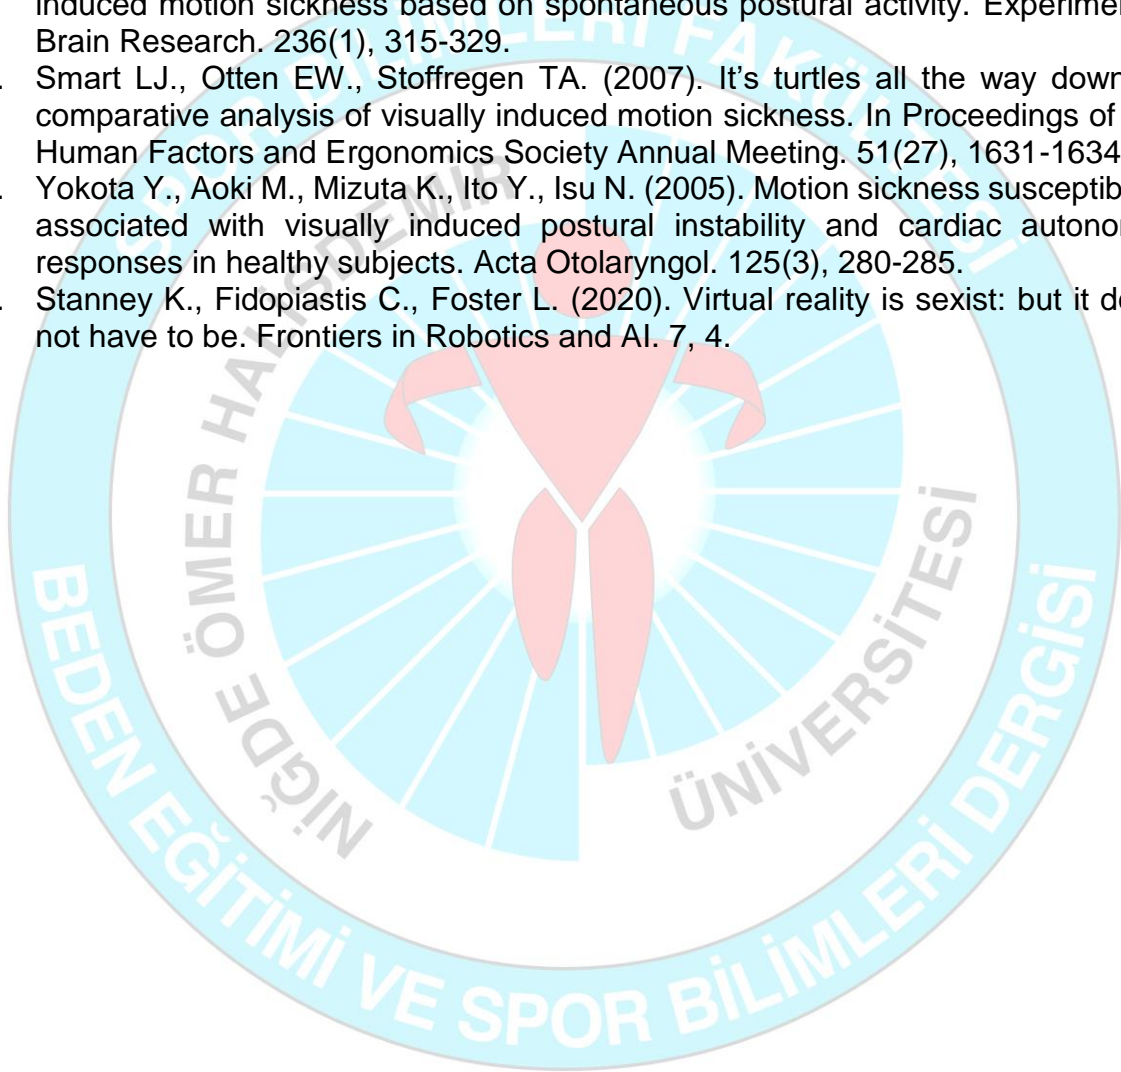 induced motion sickness based on spontaneous postural activity. Experimen
Brain Research. 236(1), 315-329.
. Smart LJ., Otten EW., Stoffregen TA. (2007). It’s turtles all the way down
comparative analysis of visually induced motion sickness. In Proceedings of
Human Factors and Ergonomics Society Annual Meeting. 51(27), 1631-1634
. Yokota Y., Aoki M., Mizuta K., Ito Y., Isu N. (2005). Motion sickness susceptib
associated with visually induced postural instability and cardiac autono
responses in healthy subjects. Acta Otolaryngol. 125(3), 280-285.
. Stanney K., Fidopiastis C., Foster L. (2020). Virtual reality is sexist: but it do
not have to be. Frontiers in Robotics and AI. 7, 4.
SPOR BİLİMLERİ FAKÜLTESİ
NİĞDE ÖMER HALİSDEMİR
ÜNİVERSİTESİ
BEDEN EĞİTİMİ VE SPOR BİLİMLERİ DERGİSİ